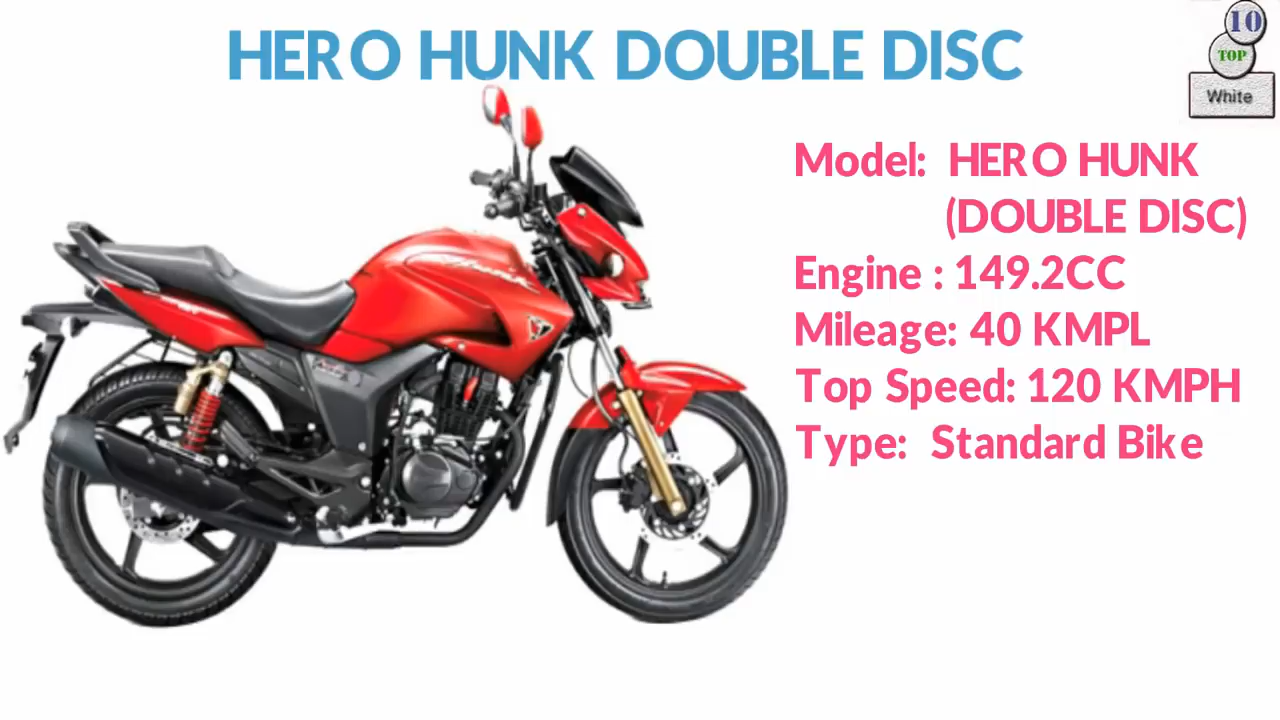 HERO HUNK DOUBLE DISC
10
TOP
White
Model: HERO HUNK
(DOUBLE DISC)
Engine : 149.2CC
Mileage: 40 KMPL
Top Speed: 120 KMPH
Type: Standard Bike
Hunk